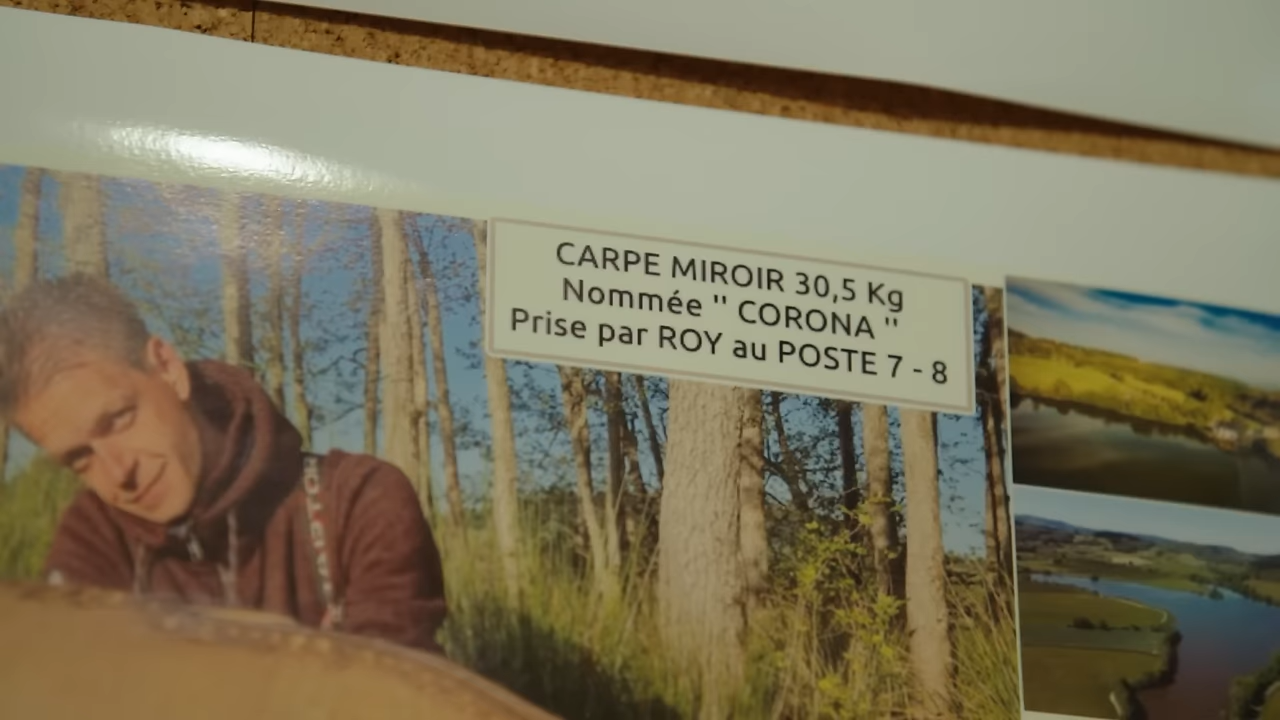 CARPE MIROIR 30,5 Kg
Nommée '' CORONA ''
Prise par ROY au POSTE 7 - 8